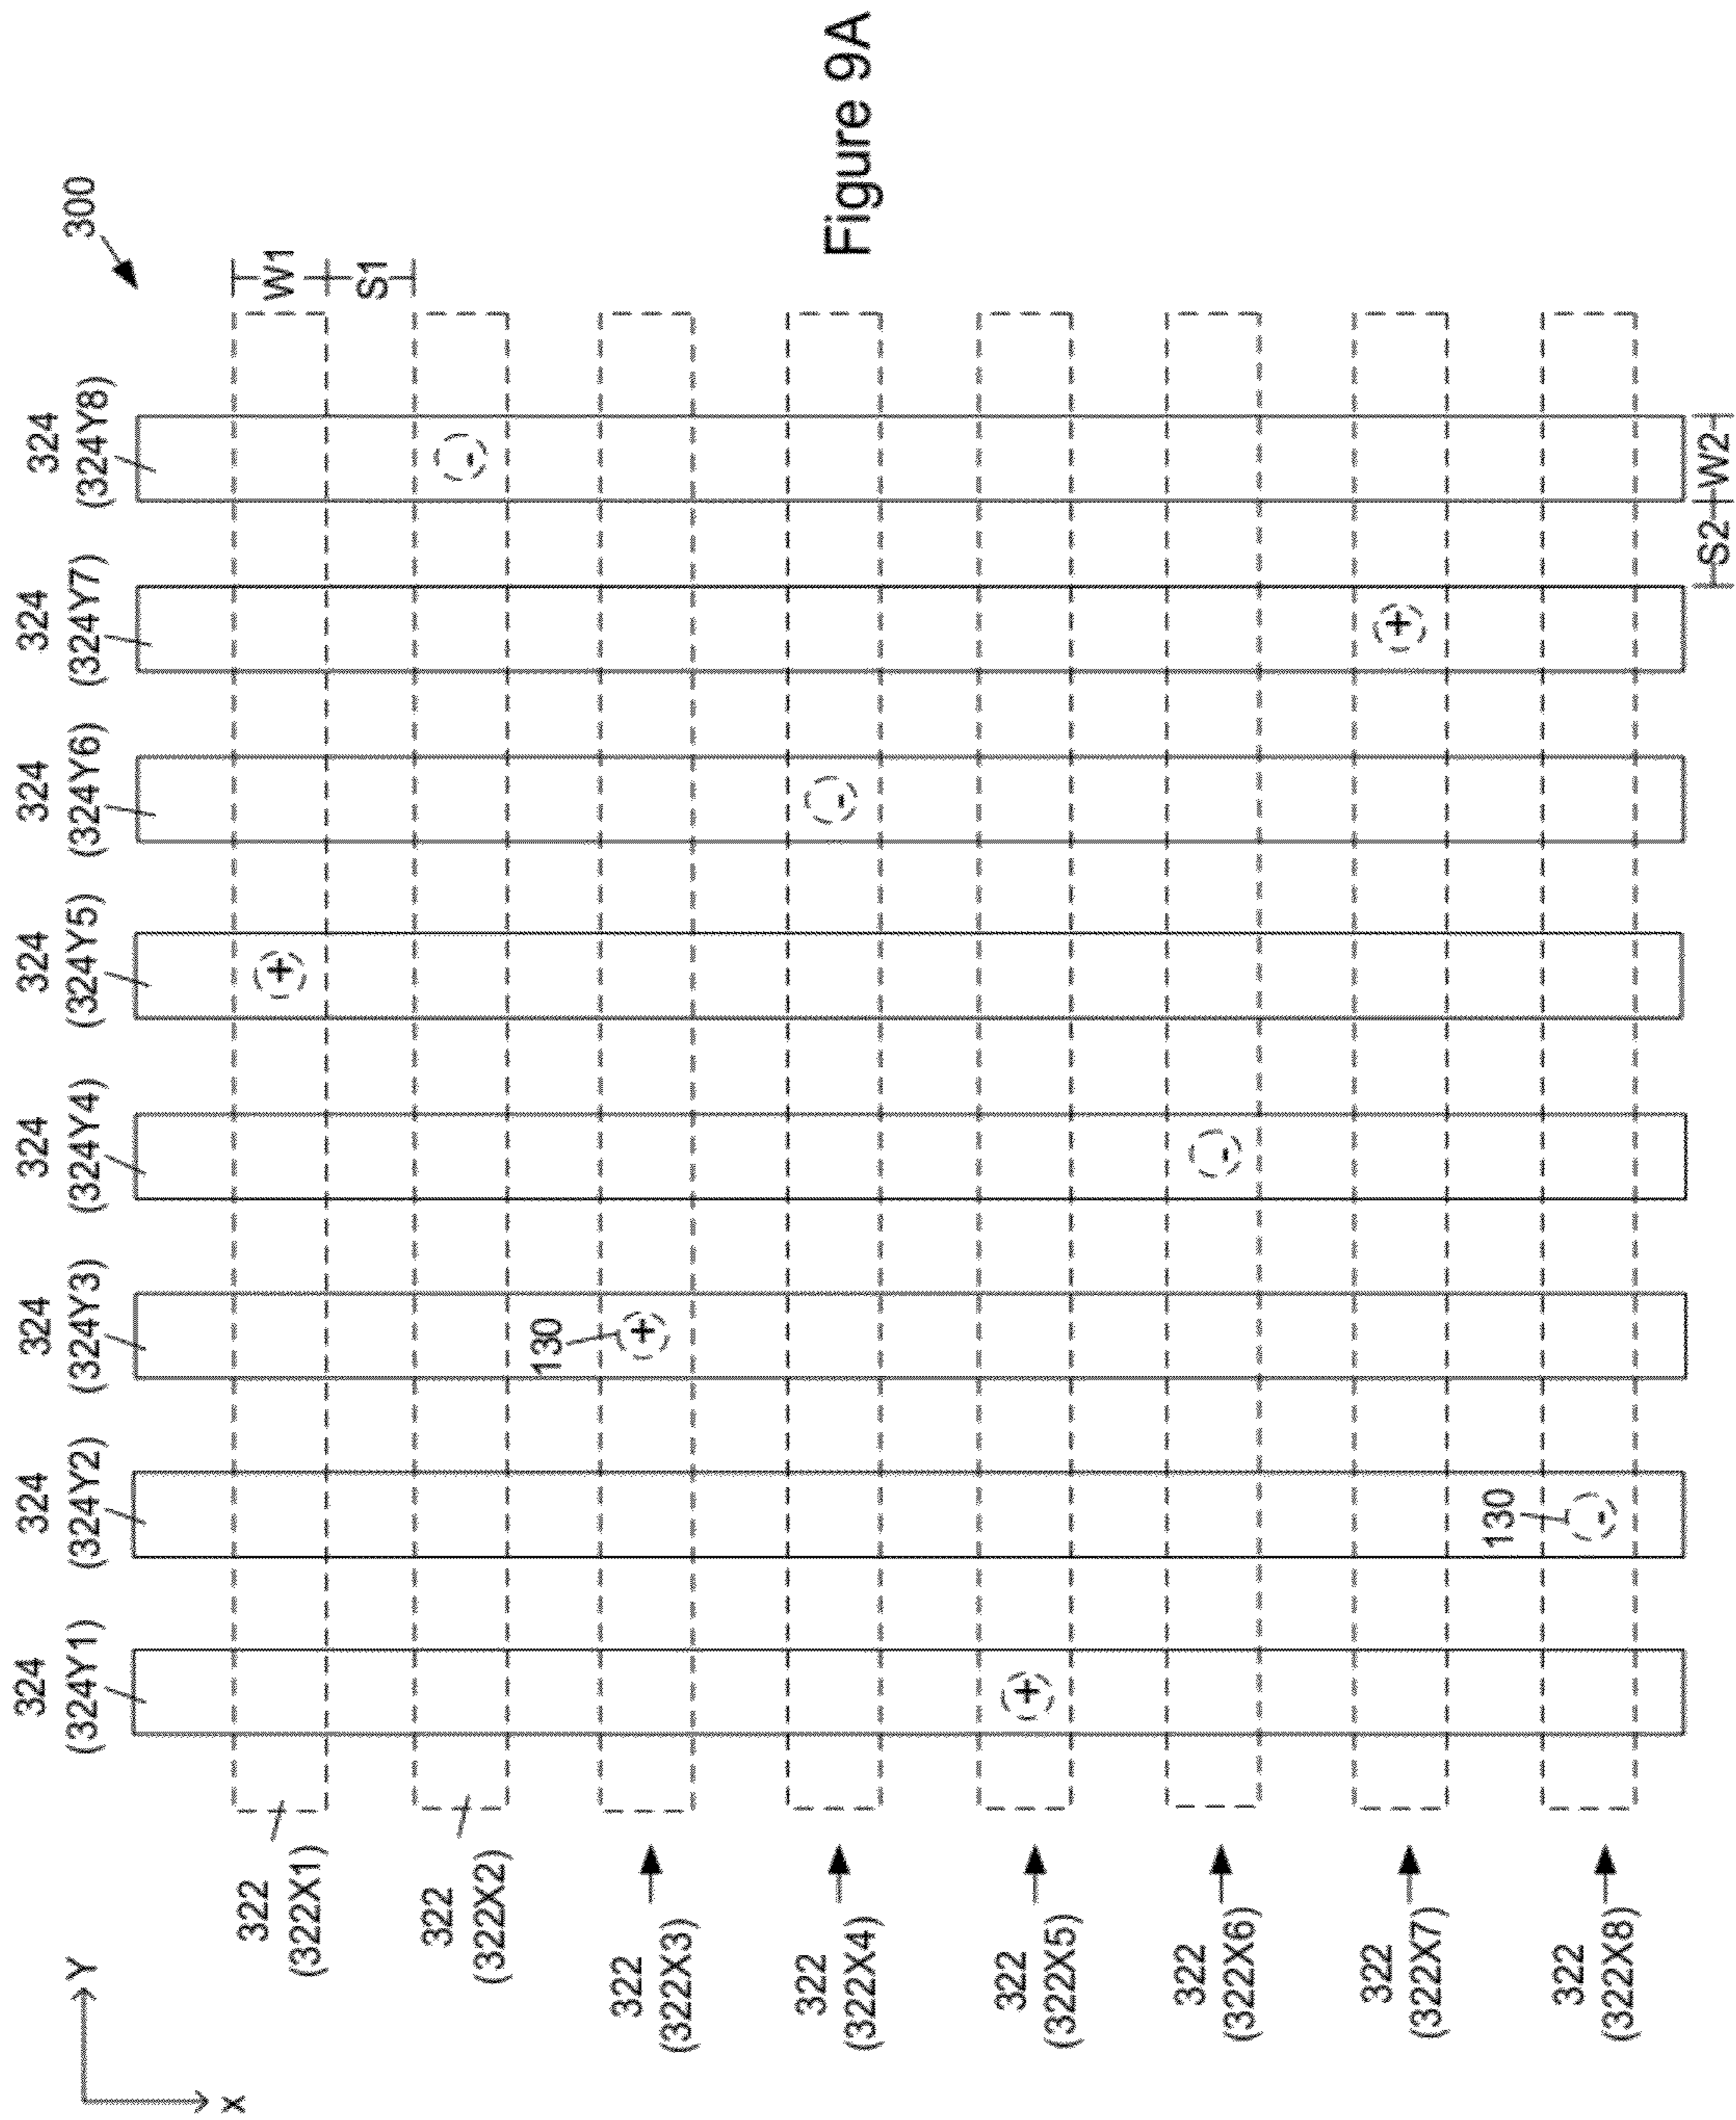 300
324
(324Y1)
324
(324Y2)
324
(324Y3)
324
(324Y4)
324
(324Y5)
324
(324Y6)
324
(324Y7)
324
(324Y8)
Y
X
322
(322X1)
322
(322X2)
322
(322X3)
322
(322X4)
322
(322X5)
322
(322X6)
322
(322X7)
322
(322X8)
W1
S1
+
-
130
+
-
+
-
+
130
-
S2
W2
Figure 9A